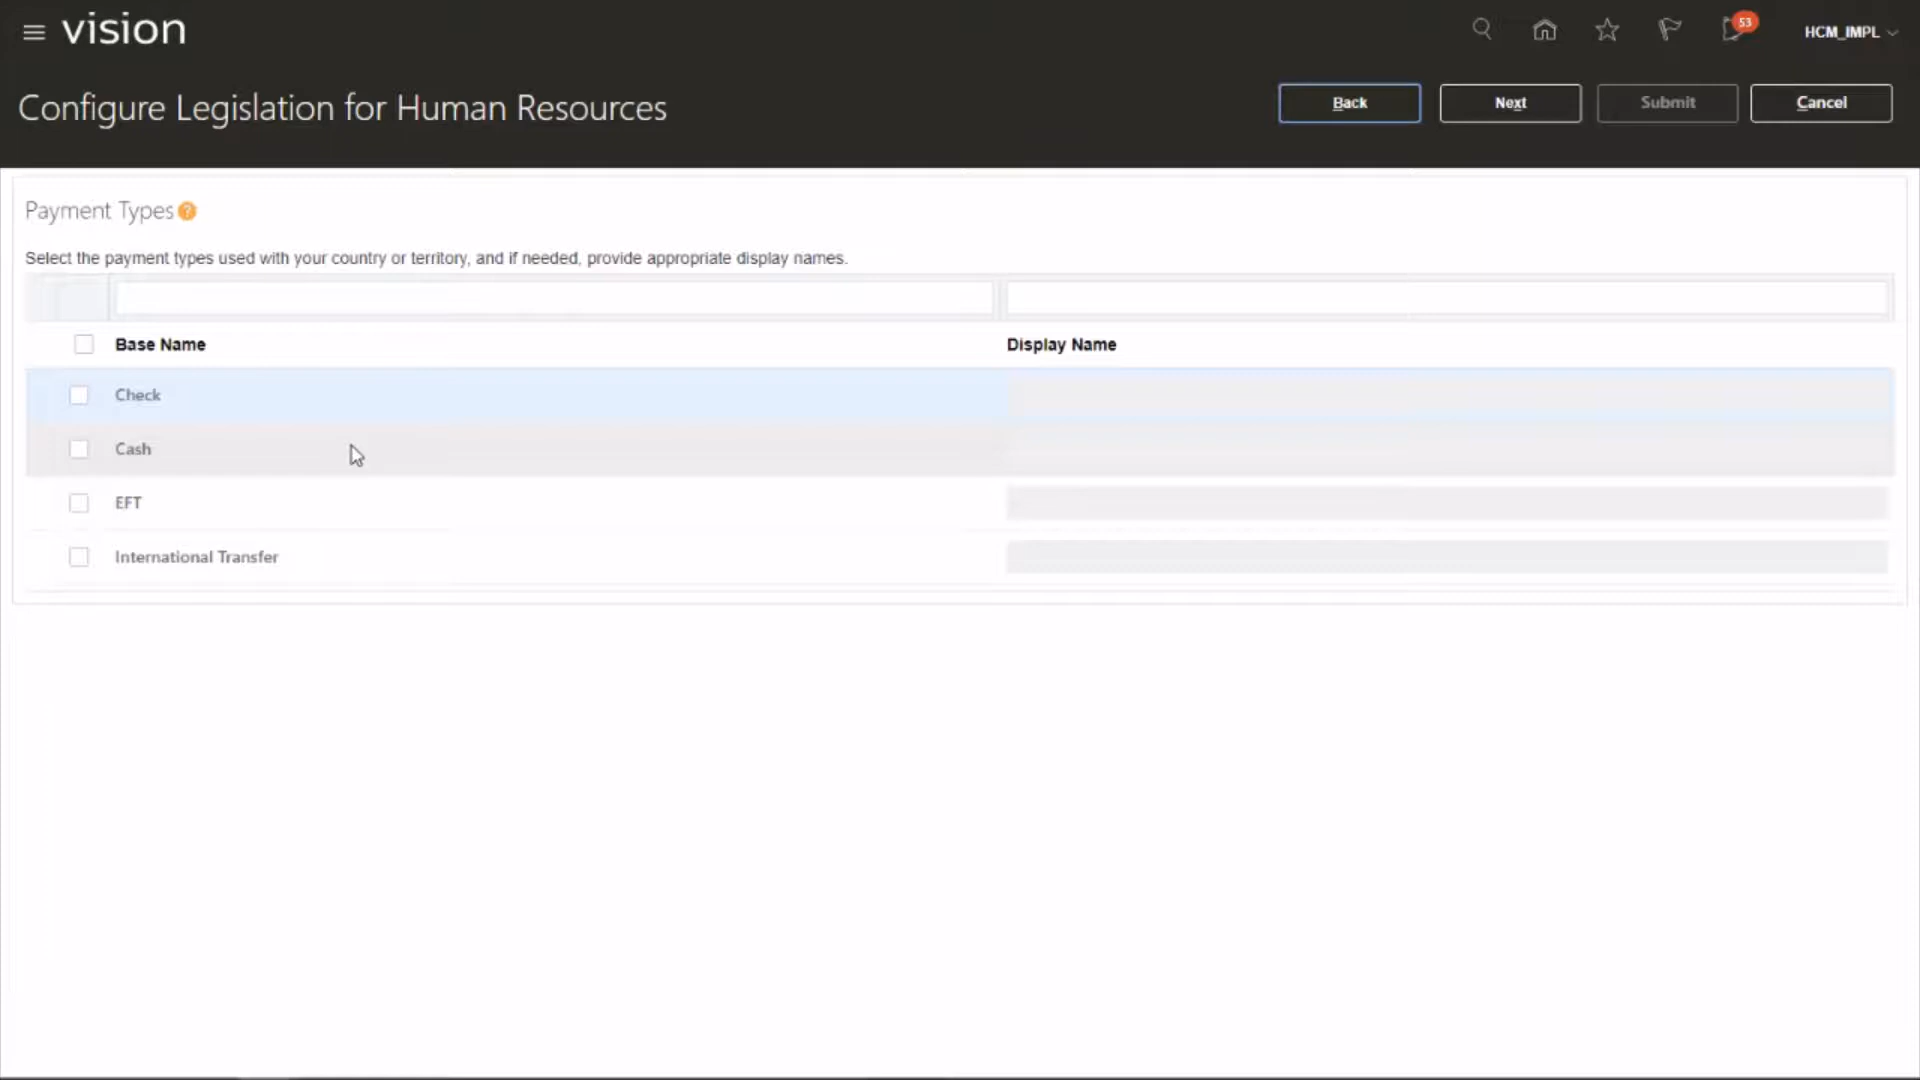 vision
53
HCM_IMPL
Configure Legislation for Human Resources
Back
Next
Submit
Cancel
Payment Types
?
Select the payment types used with your country or territory, and if needed, provide appropriate display names.
Base Name Display Name
Check
Cash
EFT
International Transfer